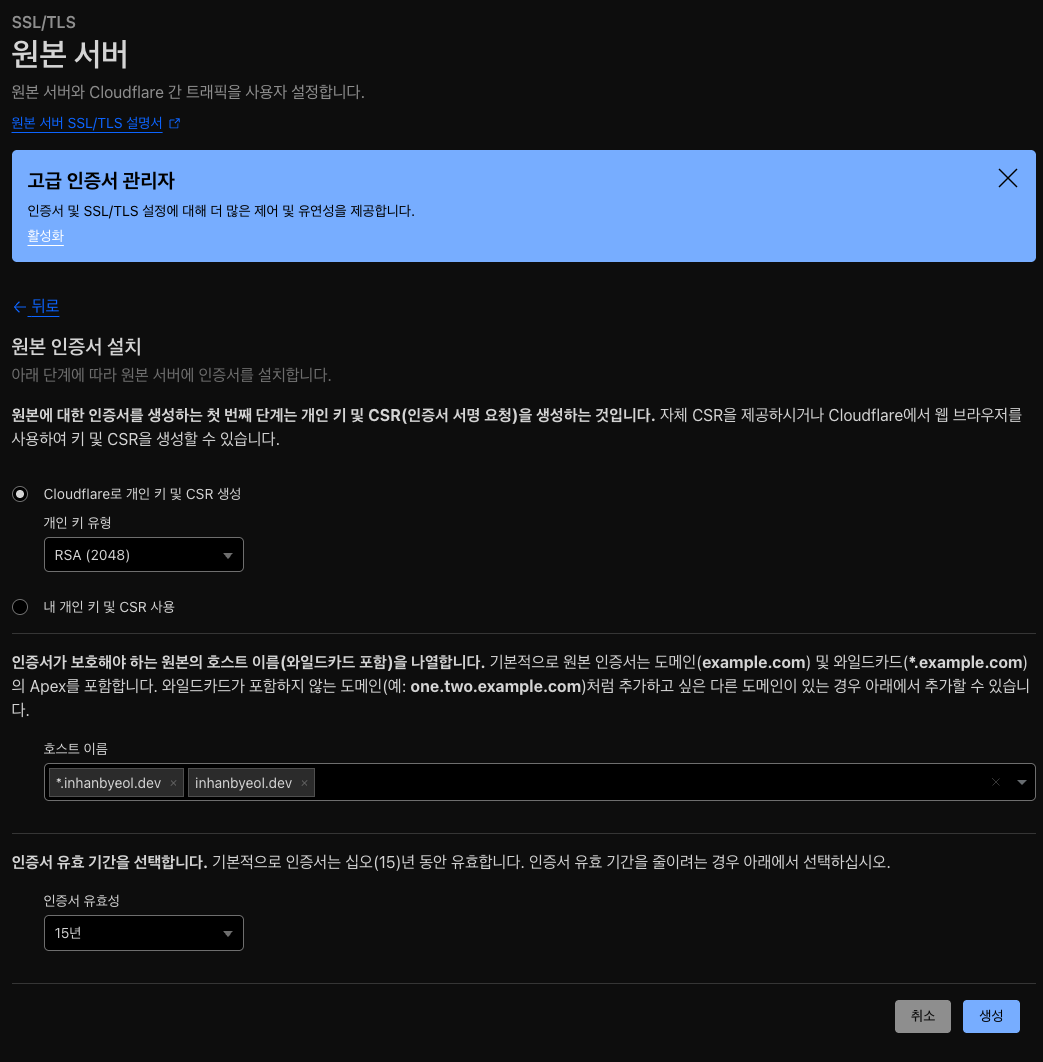 SSL/TLS
원본 서버
원본 서버와 Cloudflare 간 트래픽을 사용자 설정합니다.
원본 서버 SSL/TLS 설명서
고급 인증서 관리자
인증서 및 SSL/TLS 설정에 대해 더 많은 제어 및 유연성을 제공합니다.
활성화
← 뒤로
원본 인증서 설치
아래 단계에 따라 원본 서버에 인증서를 설치합니다.
원본에 대한 인증서를 생성하는 첫 번째 단계는 개인 키 및 CSR(인증서 서명 요청)을 생성하는 것입니다. 자체 CSR을 제공하시거나 Cloudflare에서 웹 브라우저를
사용하여 키 및 CSR을 생성할 수 있습니다.
Cloudflare로 개인 키 및 CSR 생성
개인 키 유형
RSA (2048)
내 개인 키 및 CSR 사용
인증서가 보호해야 하는 원본의 호스트 이름(와일드카드 포함)을 나열합니다. 기본적으로 원본 인증서는 도메인(example.com) 및 와일드카드(*.example.com)
의 Apex를 포함합니다. 와일드카드가 포함하지 않는 도메인(예: one.two.example.com)처럼 추가하고 싶은 다른 도메인이 있는 경우 아래에서 추가할 수 있습니
다.
호스트 이름
*.inhanbyeol.dev × inhanbyeol.dev ×
인증서 유효 기간을 선택합니다. 기본적으로 인증서는 십오(15)년 동안 유효합니다. 인증서 유효 기간을 줄이려는 경우 아래에서 선택하십시오.
인증서 유효성
15년
취소 생성